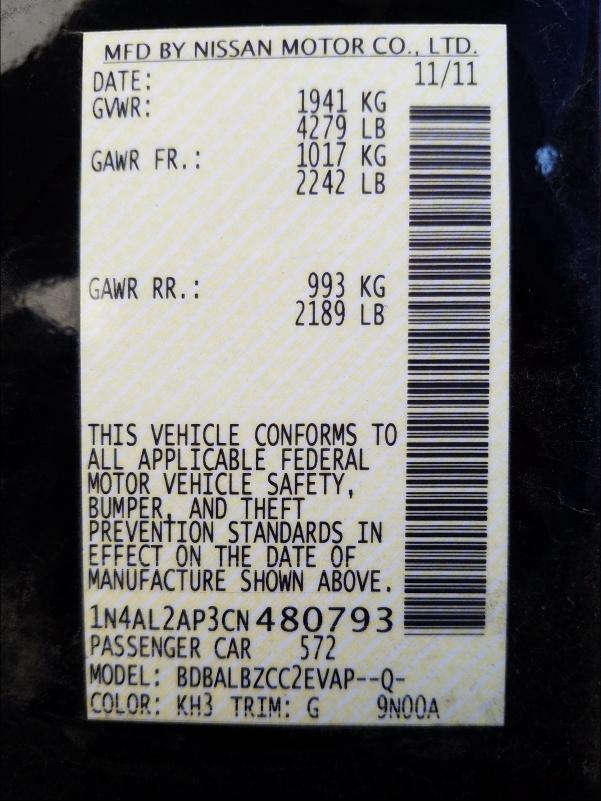 MFD BY NISSAN MOTOR CO., LTD.
DATE: 11/11
GVWR: 1941 KG
4279 LB
GAWR FR.: 1017 KG
2242 LB
GAWR RR.: 993 KG
2189 LB
THIS VEHICLE CONFORMS TO
ALL APPLICABLE FEDERAL
MOTOR VEHICLE SAFETY,
BUMPER, AND THEFT
PREVENTION STANDARDS IN
EFFECT ON THE DATE OF
MANUFACTURE SHOWN ABOVE.
1N4AL2AP3CN480793
PASSENGER CAR 572
MODEL: BDBALBZCC2EVAP--Q-
COLOR: KH3 TRIM: G 9N00A